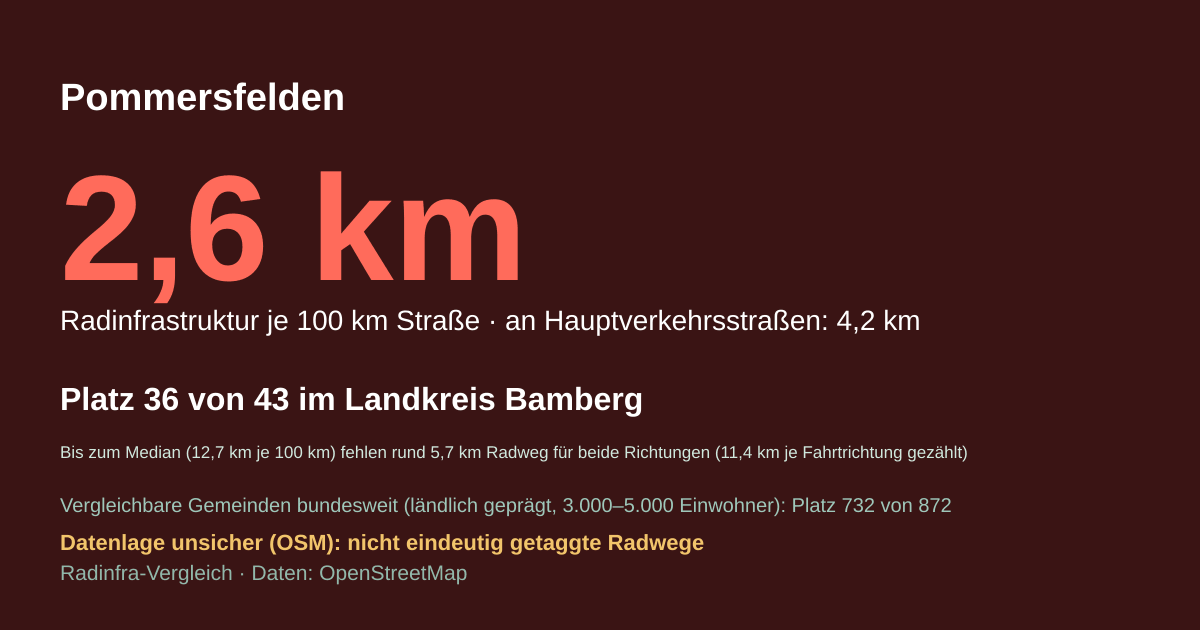 Pommersfelden
2,6 km
Radinfrastruktur je 100 km Straße · an Hauptverkehrsstraßen: 4,2 km
Platz 36 von 43 im Landkreis Bamberg
Bis zum Median (12,7 km je 100 km) fehlen rund 5,7 km Radweg für beide Richtungen (11,4 km je Fahrtrichtung gezählt)
Vergleichbare Gemeinden bundesweit (ländlich geprägt, 3.000–5.000 Einwohner): Platz 732 von 872
Datenlage unsicher (OSM): nicht eindeutig getaggte Radwege
Radinfra-Vergleich · Daten: OpenStreetMap